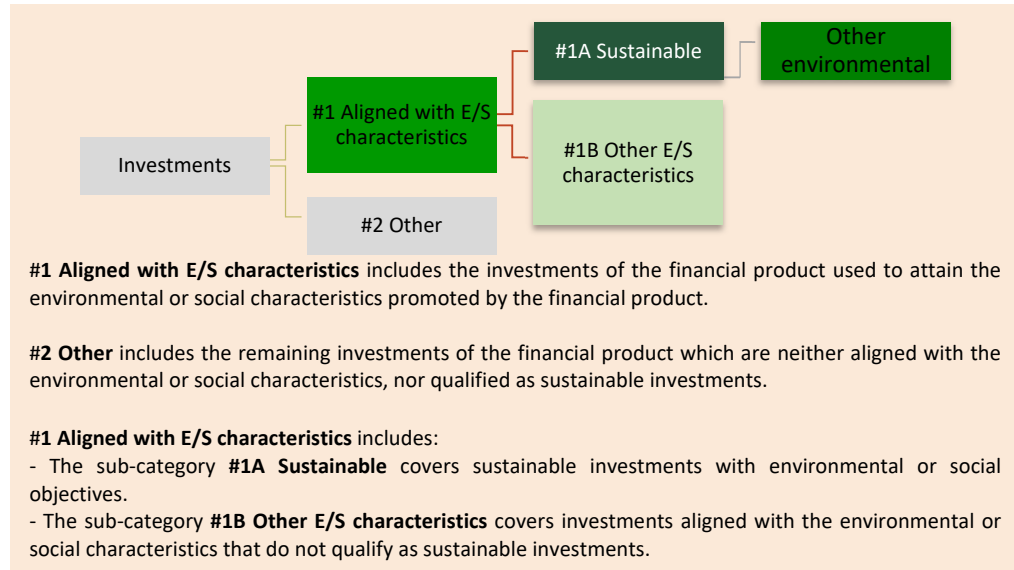 Other
environmental
#1A Sustainable
#1 Aligned with E/S
characteristics
#1B Other E/S
characteristics
Investments
#2 Other
#1 Aligned with E/S characteristics includes the investments of the financial product used to attain the
environmental or social characteristics promoted by the financial product.
#2 Other includes the remaining investments of the financial product which are neither aligned with the
environmental or social characteristics, nor qualified as sustainable investments.
#1 Aligned with E/S characteristics includes:
- The sub-category #1A Sustainable covers sustainable investments with environmental or social
objectives.
- The sub-category #1B Other E/S characteristics covers investments aligned with the environmental or
social characteristics that do not qualify as sustainable investments.